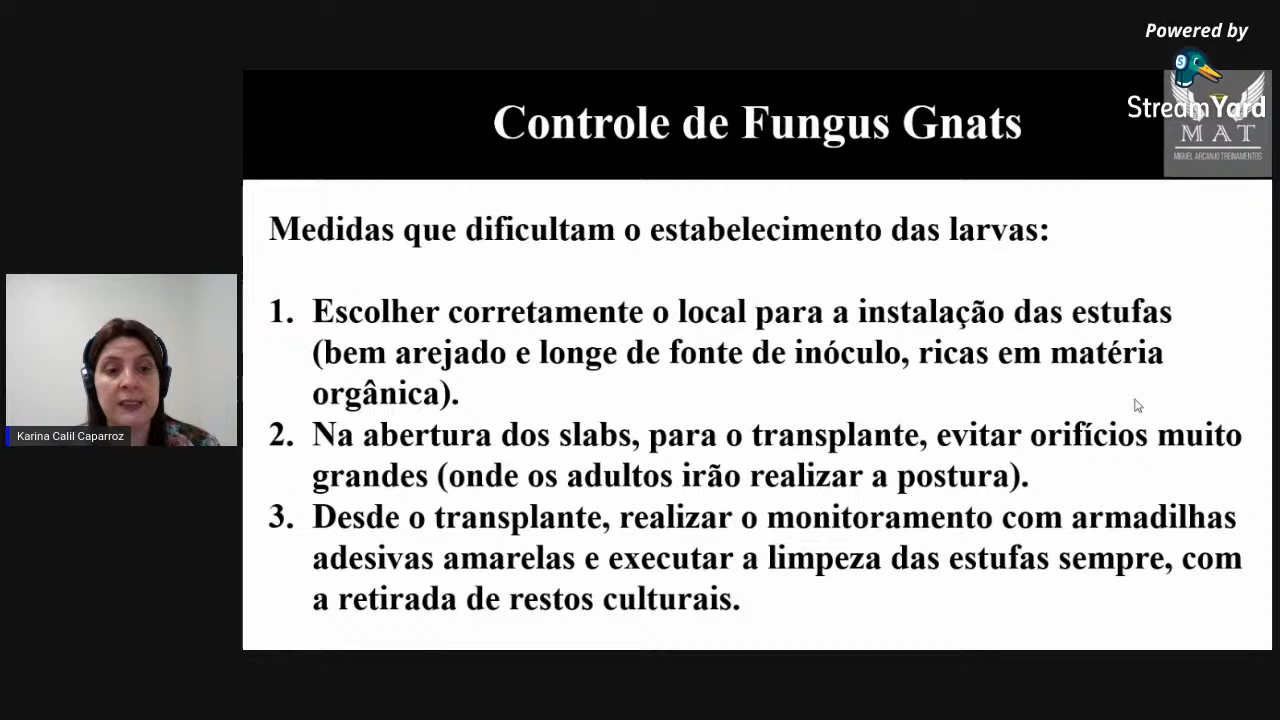 Powered by
StreamYard
MAT
MIGUEL ARCANJO TREINAMENTOS
Controle de Fungus Gnats
Medidas que dificultam o estabelecimento das larvas:
1. Escolher corretamente o local para a instalação das estufas
(bem arejado e longe de fonte de inóculo, ricas em matéria
orgânica).
2. Na abertura dos slabs, para o transplante, evitar orifícios muito
grandes (onde os adultos irão realizar a postura).
3. Desde o transplante, realizar o monitoramento com armadilhas
adesivas amarelas e executar a limpeza das estufas sempre, com
a retirada de restos culturais.
Karina Calil Caparroz